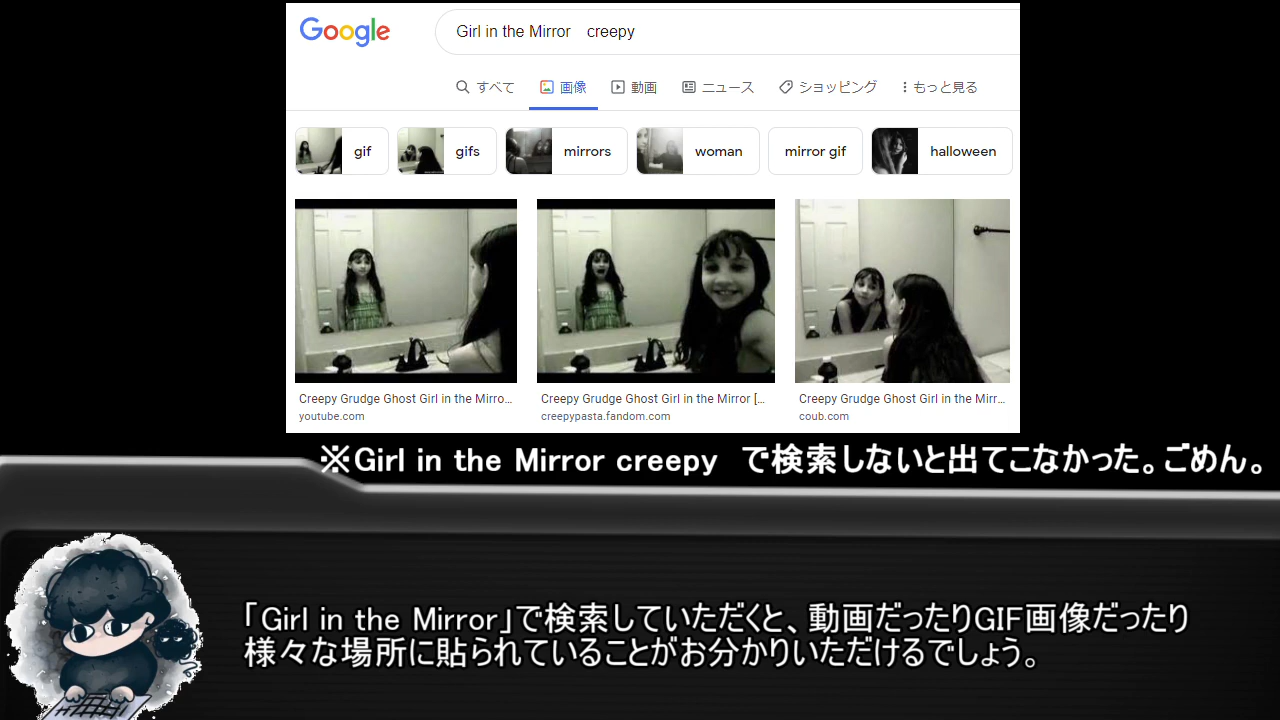 Google
Girl in the Mirror creepy
すべて 画像 動画 ニュース ショッピング もっと見る
gif gifs mirrors woman mirror gif halloween
Creepy Grudge Ghost Girl in the Mirro... Creepy Grudge Ghost Girl in the Mirror [... Creepy Grudge Ghost Girl in the Mirr...
youtube.com creepypasta.fandom.com coub.com
※Girl in the Mirror creepy で検索しないと出てこなかった。ごめん。
「Girl in the Mirror」で検索していただくと、動画だったりGIF画像だったり
様々な場所に貼られていることがお分かりいただけるでしょう。